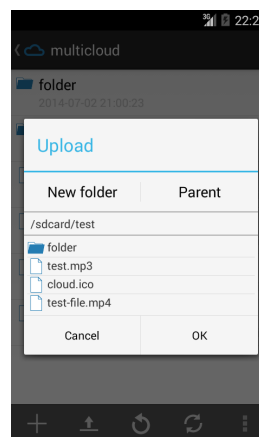 3G 22:2
multicloud
folder
2014-07-02 21:00:23
Upload
New folder Parent
/sdcard/test
folder
test.mp3
cloud.ico
test-file.mp4
Cancel OK